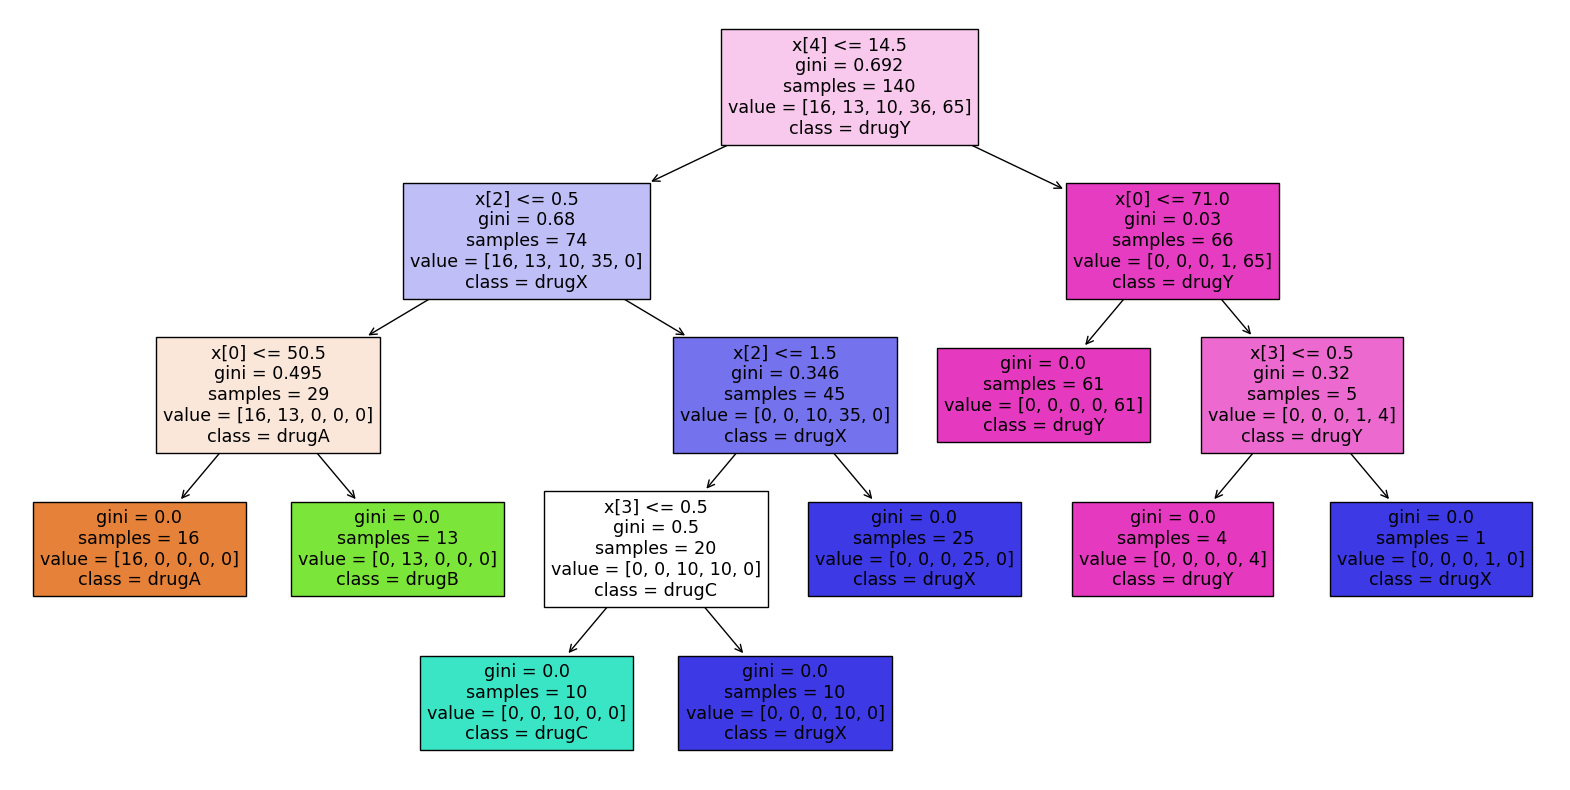 x[4] <= 14.5
gini = 0.692
samples = 140
value = [16, 13, 10, 36, 65]
class = drugY
x[2] <= 0.5
gini = 0.68
samples = 74
value = [16, 13, 10, 35, 0]
class = drugX
x[0] <= 71.0
gini = 0.03
samples = 66
value = [0, 0, 0, 1, 65]
class = drugY
x[0] <= 50.5
gini = 0.495
samples = 29
value = [16, 13, 0, 0, 0]
class = drugA
x[2] <= 1.5
gini = 0.346
samples = 45
value = [0, 0, 10, 35, 0]
class = drugX
gini = 0.0
samples = 61
value = [0, 0, 0, 0, 61]
class = drugY
x[3] <= 0.5
gini = 0.32
samples = 5
value = [0, 0, 0, 1, 4]
class = drugY
gini = 0.0
samples = 16
value = [16, 0, 0, 0, 0]
class = drugA
gini = 0.0
samples = 13
value = [0, 13, 0, 0, 0]
class = drugB
x[3] <= 0.5
gini = 0.5
samples = 20
value = [0, 0, 10, 10, 0]
class = drugC
gini = 0.0
samples = 25
value = [0, 0, 0, 25, 0]
class = drugX
gini = 0.0
samples = 4
value = [0, 0, 0, 0, 4]
class = drugY
gini = 0.0
samples = 1
value = [0, 0, 0, 1, 0]
class = drugX
gini = 0.0
samples = 10
value = [0, 0, 10, 0, 0]
class = drugC
gini = 0.0
samples = 10
value = [0, 0, 0, 10, 0]
class = drugX